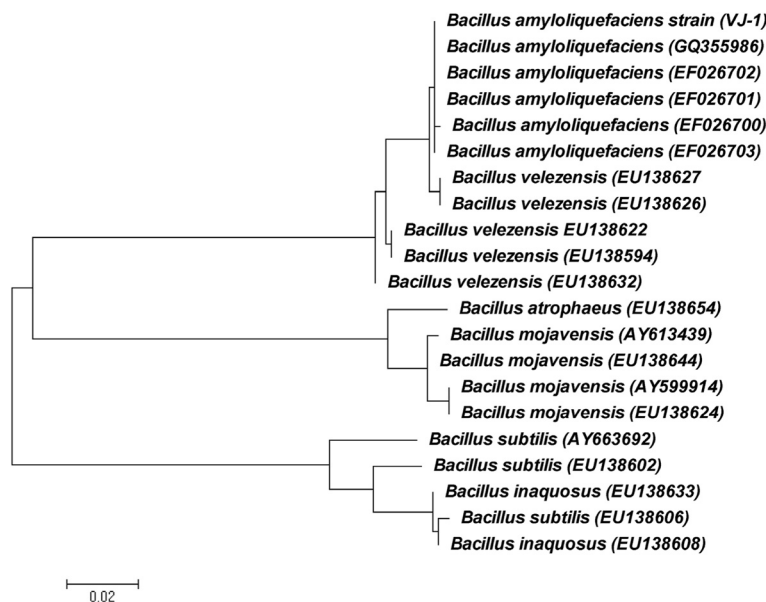 Bacillus amyloliquefaciens strain (VJ-1)
Bacillus amyloliquefaciens (GQ355986)
Bacillus amyloliquefaciens (EF026702)
Bacillus amyloliquefaciens (EF026701)
Bacillus amyloliquefaciens (EF026700)
Bacillus amyloliquefaciens (EF026703)
Bacillus velezensis (EU138627
Bacillus velezensis (EU138626)
Bacillus velezensis EU138622
Bacillus velezensis (EU138594)
Bacillus velezensis (EU138632)
Bacillus atrophaeus (EU138654)
Bacillus mojavensis (AY613439)
Bacillus mojavensis (EU138644)
Bacillus mojavensis (AY599914)
Bacillus mojavensis (EU138624)
Bacillus subtilis (AY663692)
Bacillus subtilis (EU138602)
Bacillus inaquosus (EU138633)
Bacillus subtilis (EU138606)
Bacillus inaquosus (EU138608)
0.02